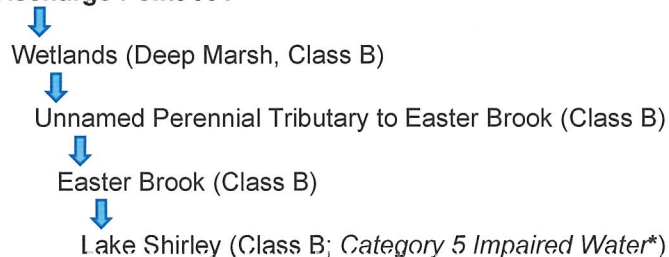 Wetlands (Deep Marsh, Class B)
Unnamed Perennial Tributary to Easter Brook (Class B)
Easter Brook (Class B)
Lake Shirley (Class B; Category 5 Impaired Water*)